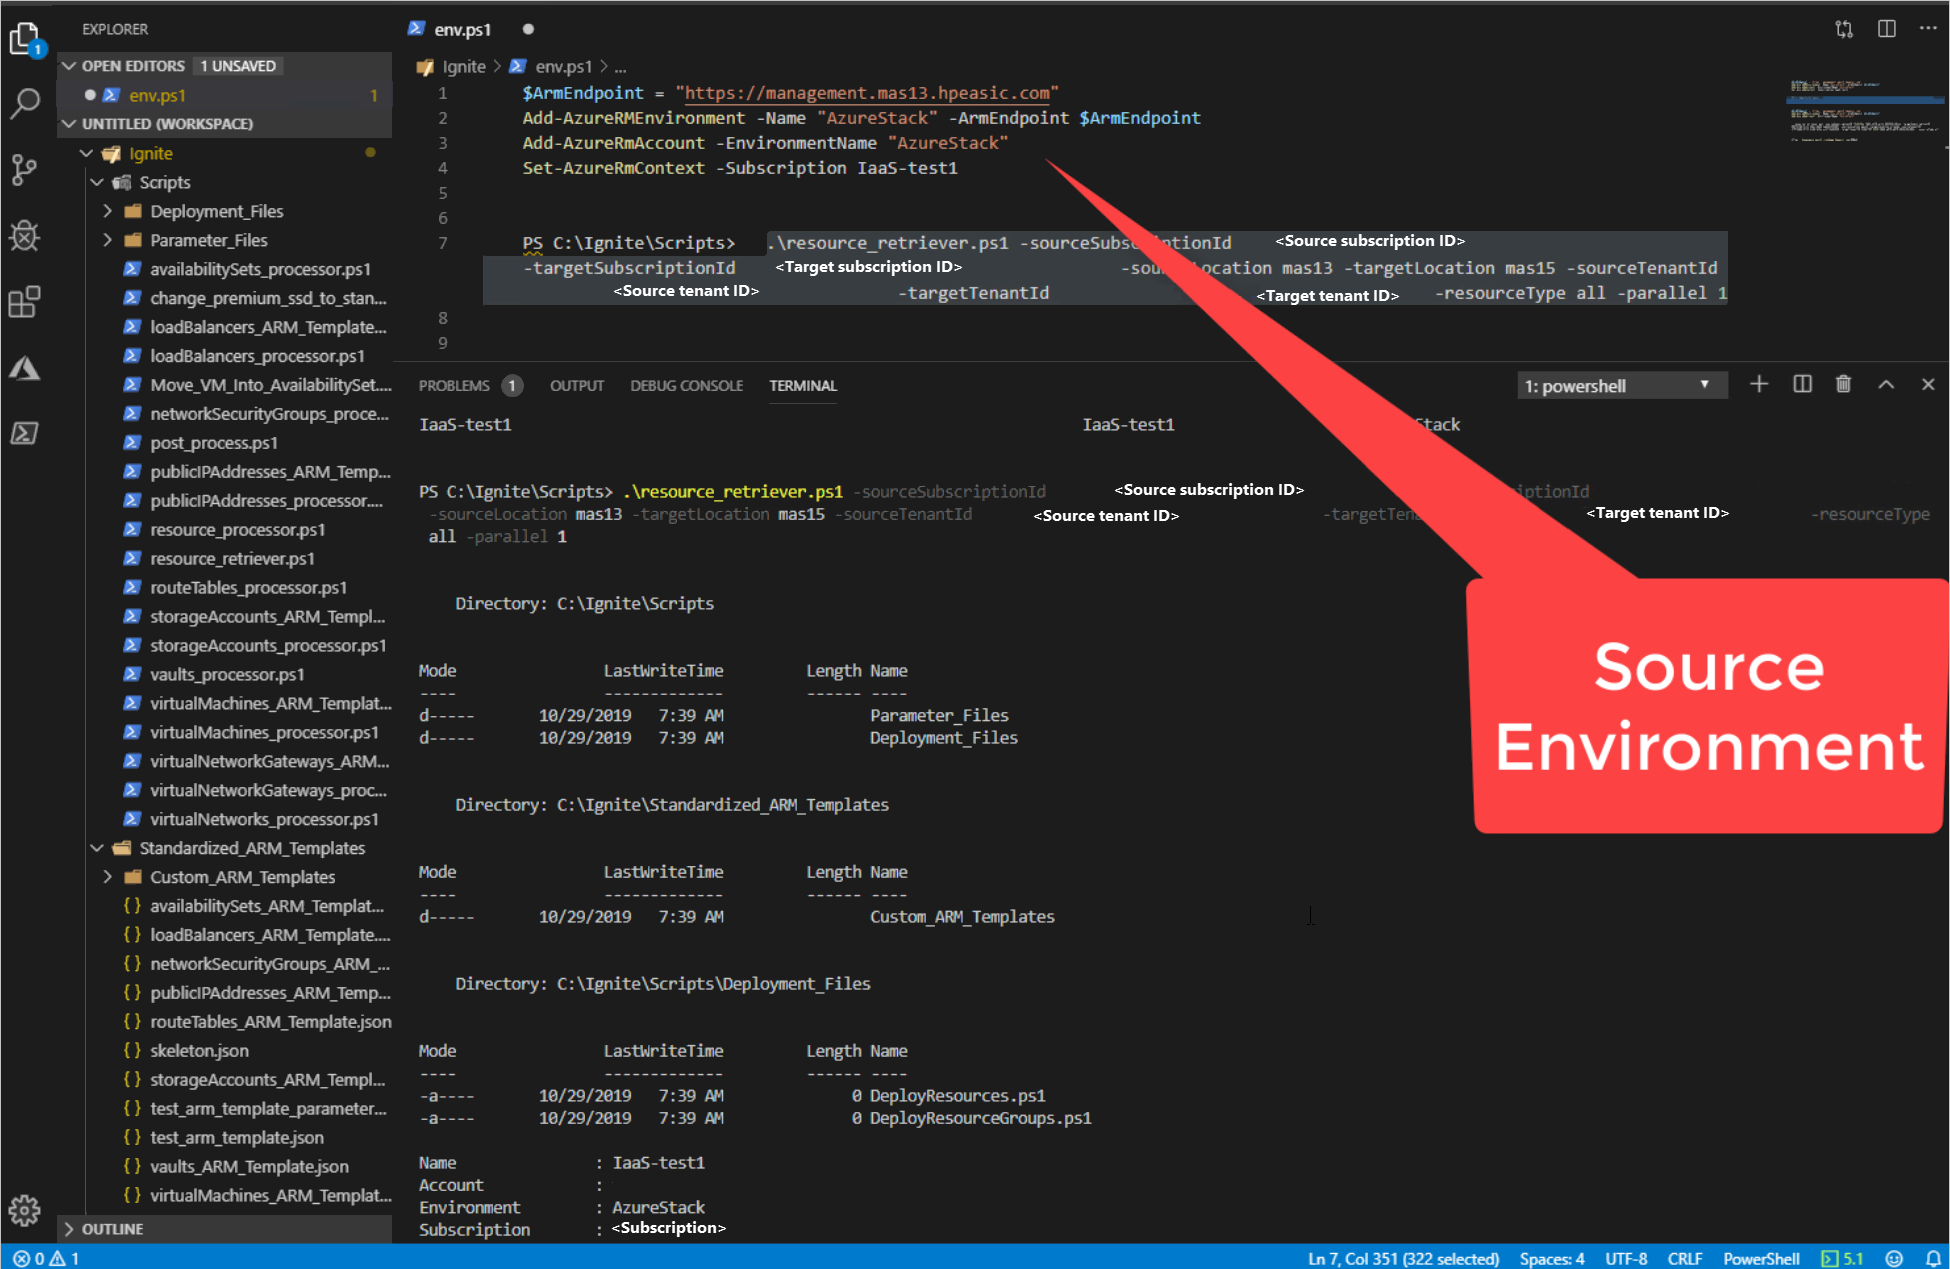 EXPLORER
OPEN EDITORS 1 UNSAVED
env.ps1 1
UNTITLED (WORKSPACE)
Ignite
Scripts
Deployment_Files
Parameter_Files
availabilitySets_processor.ps1
change_premium_ssd_to_stan...
loadBalancers_ARM_Template...
loadBalancers_processor.ps1
Move_VM_Into_AvailabilitySet....
networkSecurityGroups_proce...
post_process.ps1
publicIPAddresses_ARM_Temp...
publicIPAddresses_processor....
resource_processor.ps1
resource_retriever.ps1
routeTables_processor.ps1
storageAccounts_ARM_Templ...
storageAccounts_processor.ps1
vaults_processor.ps1
virtualMachines_ARM_Templat...
virtualMachines_processor.ps1
virtualNetworkGateways_ARM...
virtualNetworkGateways_proc...
virtualNetworks_processor.ps1
Standardized_ARM_Templates
Custom_ARM_Templates
{ } availabilitySets_ARM_Templat...
{ } loadBalancers_ARM_Template....
{ } networkSecurityGroups_ARM_...
{ } publicIPAddresses_ARM_Temp...
{ } routeTables_ARM_Template.json
{ } skeleton.json
{ } storageAccounts_ARM_Templ...
{ } test_arm_template_parameter...
{ } test_arm_template.json
{ } vaults_ARM_Template.json
{ } virtualMachines_ARM_Templat...
OUTLINE
1
env.ps1
Ignite > env.ps1 > ...
1 $ArmEndpoint = "https://management.mas13.hpeasic.com"
2 Add-AzureRMEnvironment -Name "AzureStack" -ArmEndpoint $ArmEndpoint
3 Add-AzureRmAccount -EnvironmentName "AzureStack"
4 Set-AzureRmContext -Subscription IaaS-test1
5
6
7 PS C:\Ignite\Scripts> .\resource_retriever.ps1 -sourceSubscriptionId <Source subscription ID>
-targetSubscriptionId <Target subscription ID> -sourceLocation mas13 -targetLocation mas15 -sourceTenantId
<Source tenant ID> -targetTenantId <Target tenant ID> -resourceType all -parallel 1
8
9
PROBLEMS 1 OUTPUT DEBUG CONSOLE TERMINAL 1: powershell
IaaS-test1 IaaS-test1 Stack
PS C:\Ignite\Scripts> .\resource_retriever.ps1 -sourceSubscriptionId <Source subscription ID> iptionId
-sourceLocation mas13 -targetLocation mas15 -sourceTenantId <Source tenant ID> -targetTen <Target tenant ID> -resourceType
all -parallel 1
Directory: C:\Ignite\Scripts
Mode LastWriteTime Length Name
---- ------------- ------ ----
d----- 10/29/2019 7:39 AM Parameter_Files
d----- 10/29/2019 7:39 AM Deployment_Files
Directory: C:\Ignite\Standardized_ARM_Templates
Mode LastWriteTime Length Name
---- ------------- ------ ----
d----- 10/29/2019 7:39 AM Custom_ARM_Templates
Directory: C:\Ignite\Scripts\Deployment_Files
Mode LastWriteTime Length Name
---- ------------- ------ ----
-a---- 10/29/2019 7:39 AM 0 DeployResources.ps1
-a---- 10/29/2019 7:39 AM 0 DeployResourceGroups.ps1
Name : IaaS-test1
Account :
Environment : AzureStack
Subscription : <Subscription>
Source
Environment
0 1 Ln 7, Col 351 (322 selected) Spaces: 4 UTF-8 CRLF PowerShell 5.1